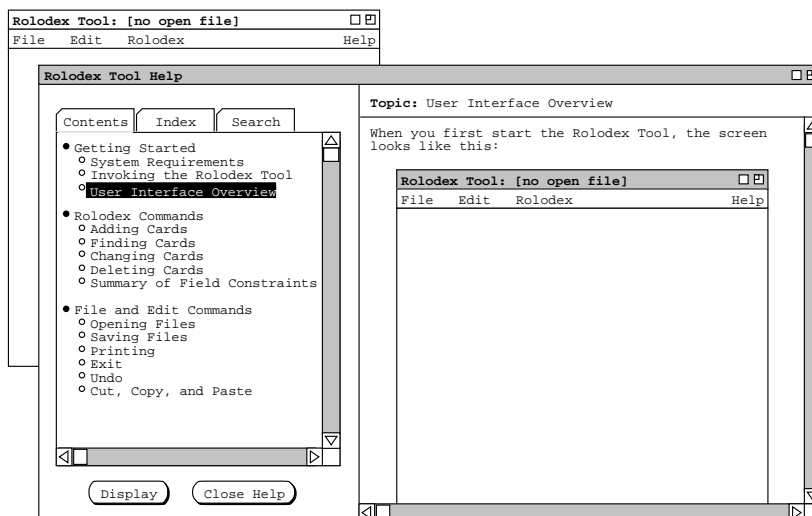 Rolodex Tool: [no open file]
File Edit Rolodex Help
Rolodex Tool Help
Contents Index Search
Getting Started
System Requirements
Invoking the Rolodex Tool
User Interface Overview
Rolodex Commands
Adding Cards
Finding Cards
Changing Cards
Deleting Cards
Summary of Field Constraints
File and Edit Commands
Opening Files
Saving Files
Printing
Exit
Undo
Cut, Copy, and Paste
Display Close Help
Topic: User Interface Overview
When you first start the Rolodex Tool, the screen
looks like this:
Rolodex Tool: [no open file]
File Edit Rolodex Help